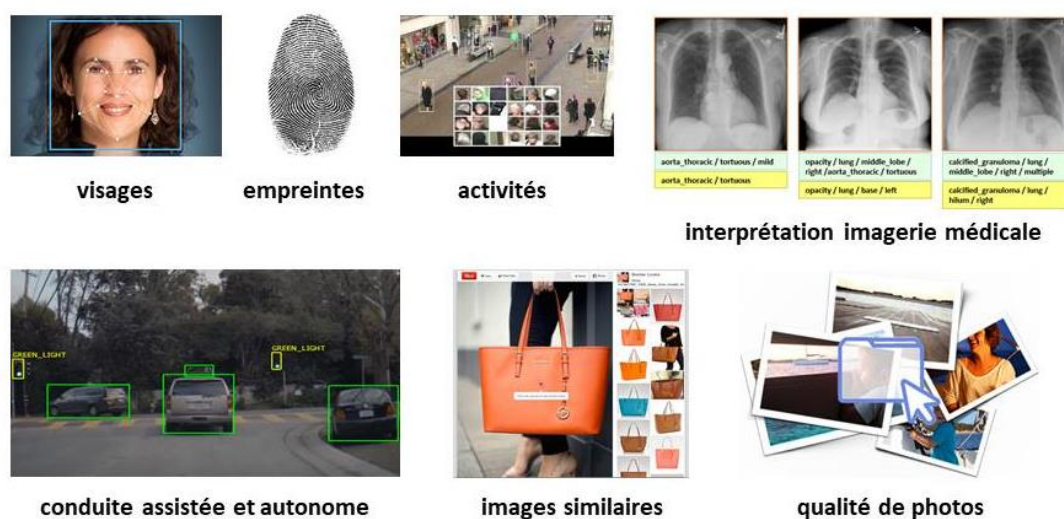 visages
empreintes
activités
aorta_thoracic / tortuous / mild
aorta_thoracic / tortuous
opacity / lung / middle_lobe /
right /aorta_thoracic / tortuous
opacity / lung / base / left
calcified_granuloma / lung /
middle_lobe / right / multiple
calcified_granuloma / lung /
hilum / right
interprétation imagerie médicale
GREEN_LIGHT
GREEN_LIGHT
conduite assistée et autonome
images similaires
qualité de photos